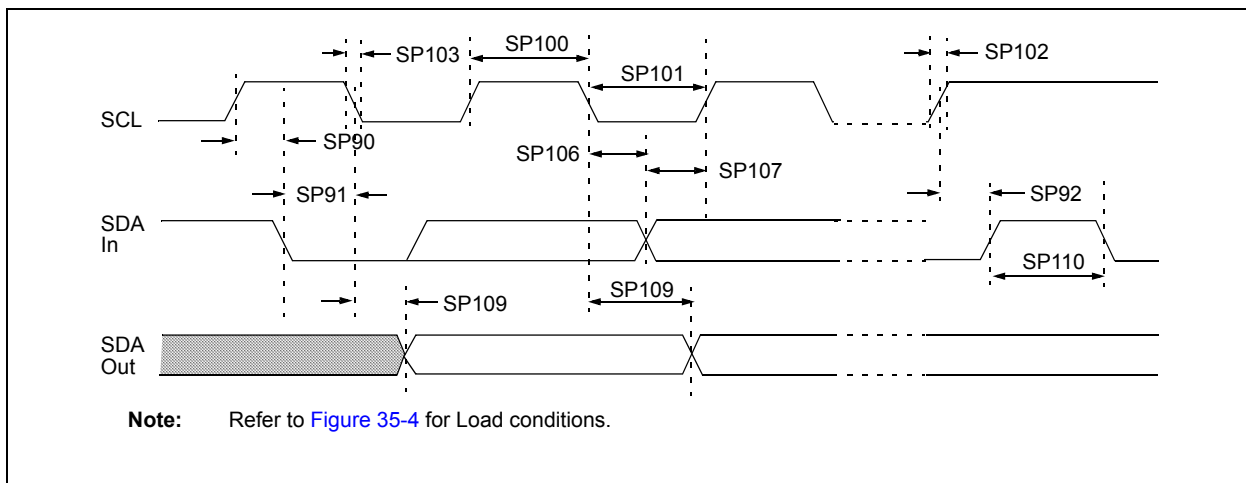 SP103
SP100
SP101
SP102
SCL
SP90
SP106
SP107
SP91
SP92
SDA
In
SP110
SP109
SP109
SDA
Out
Note: Refer to Figure 35-4 for Load conditions.